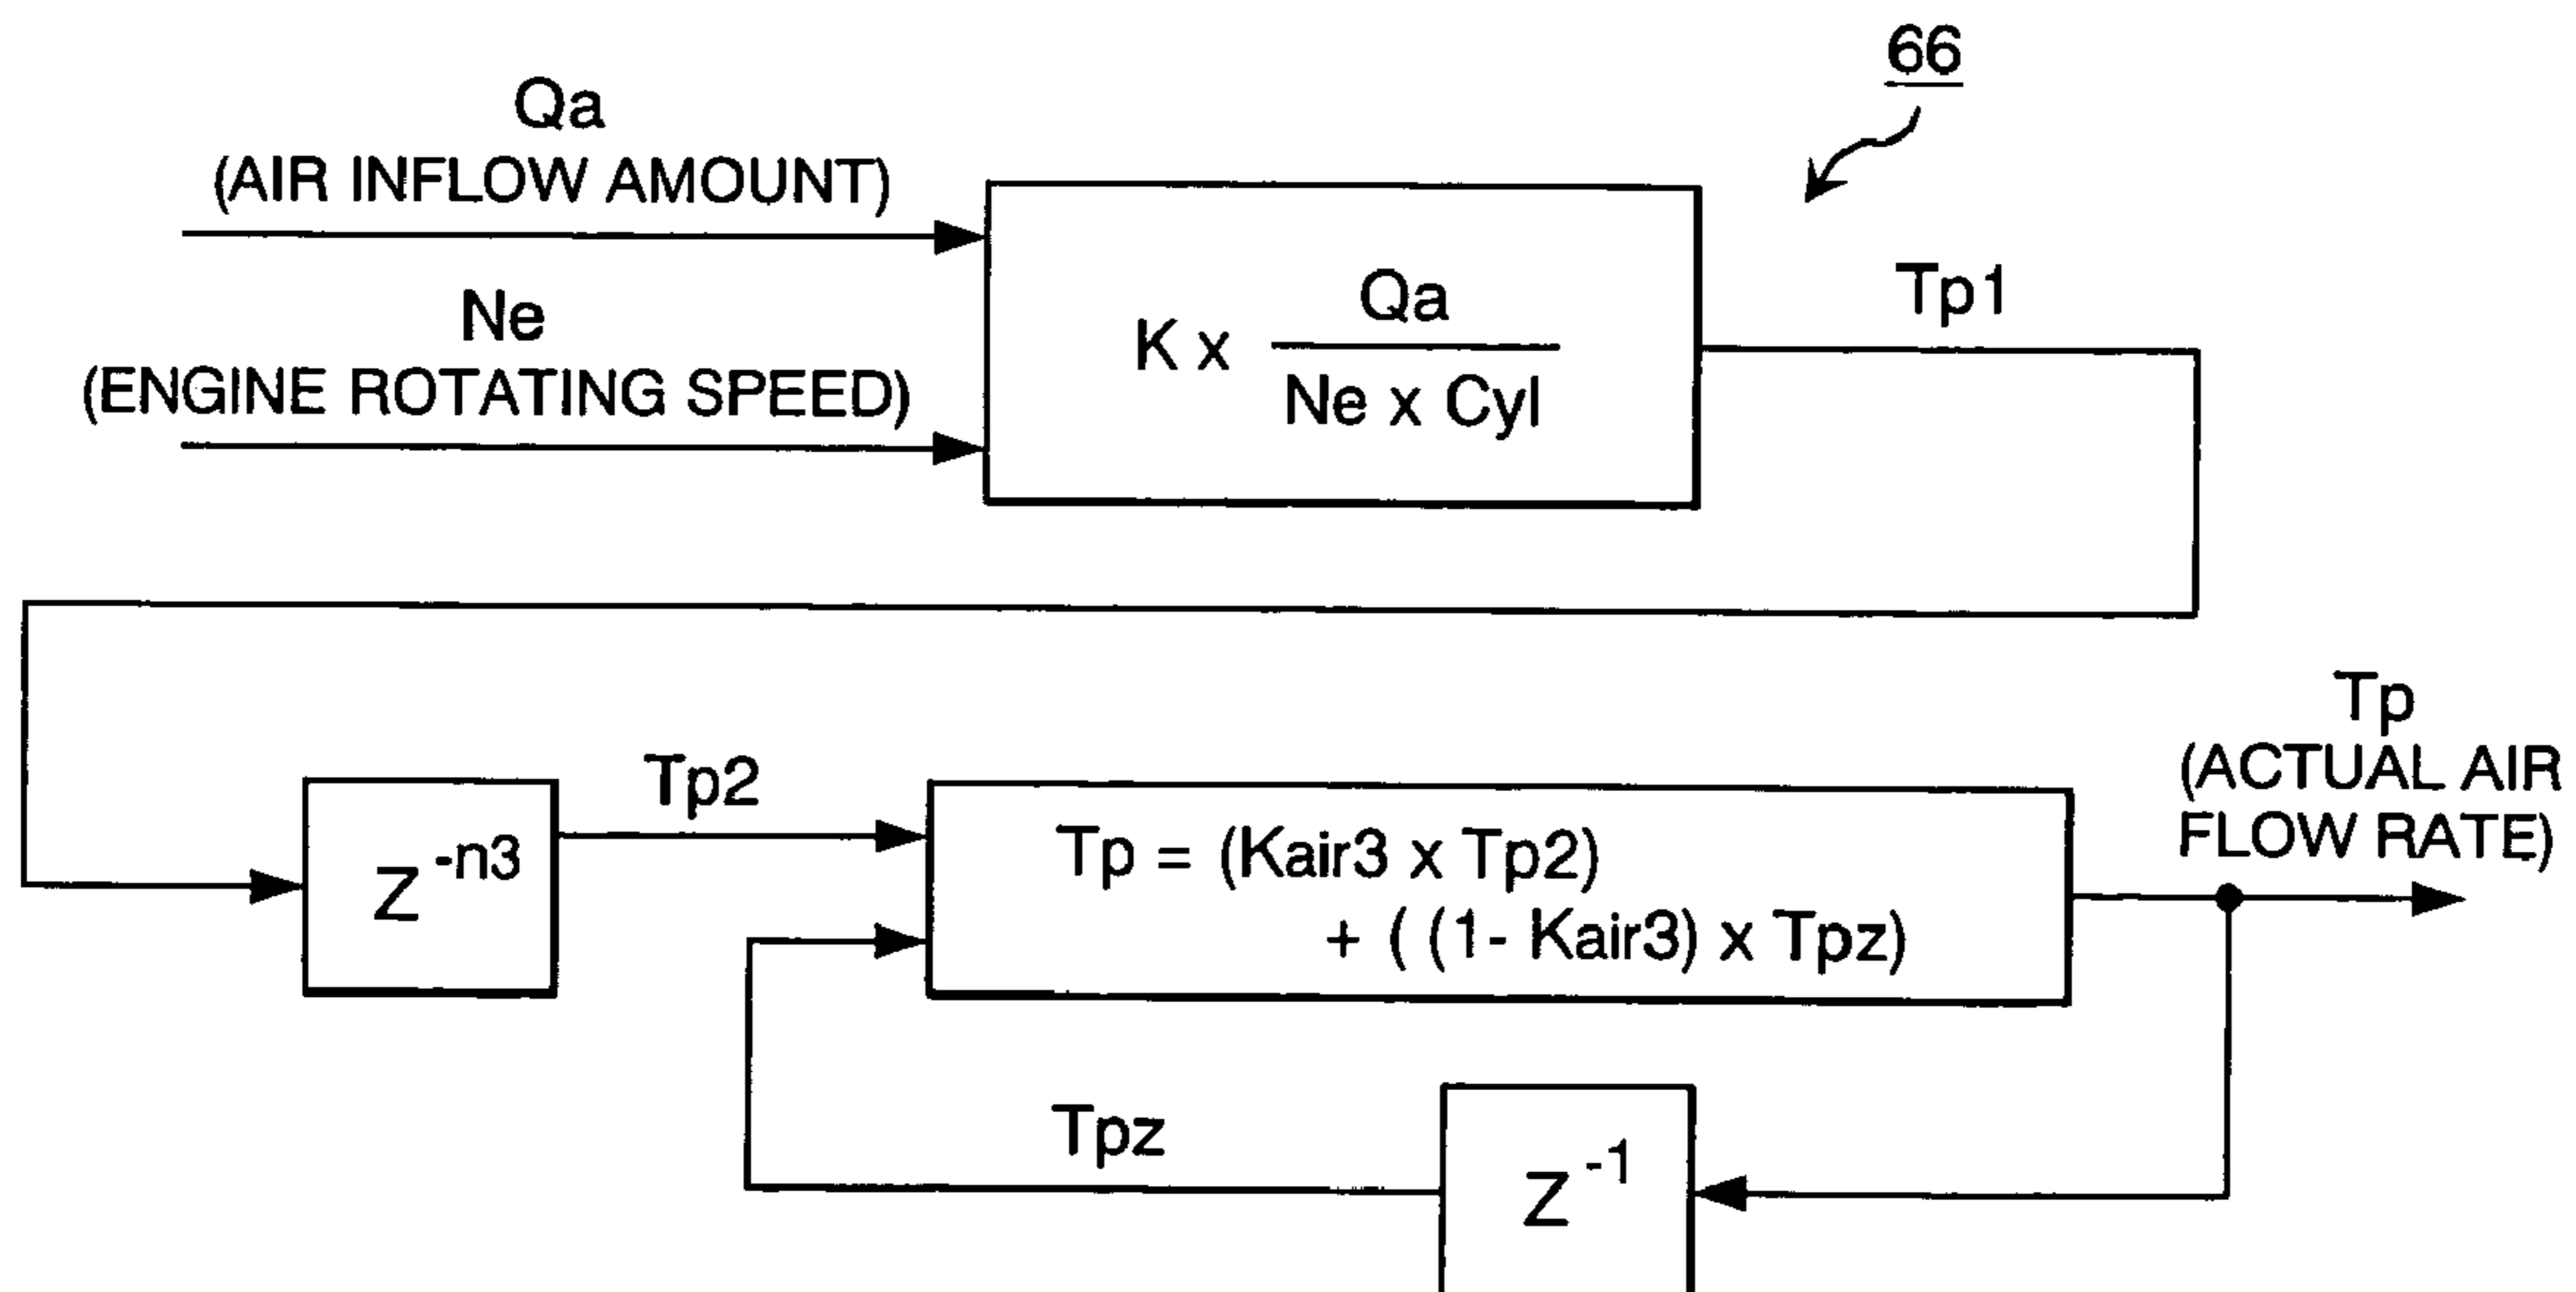 66
Qa
(AIR INFLOW AMOUNT)
Ne
(ENGINE ROTATING SPEED)
K x Qa
Ne x Cyl
Tp1
Z -n3
Tp2
Tp = (Kair3 x Tp2)
+ ( (1- Kair3) x Tpz)
Tp
(ACTUAL AIR
FLOW RATE)
Tpz
Z -1